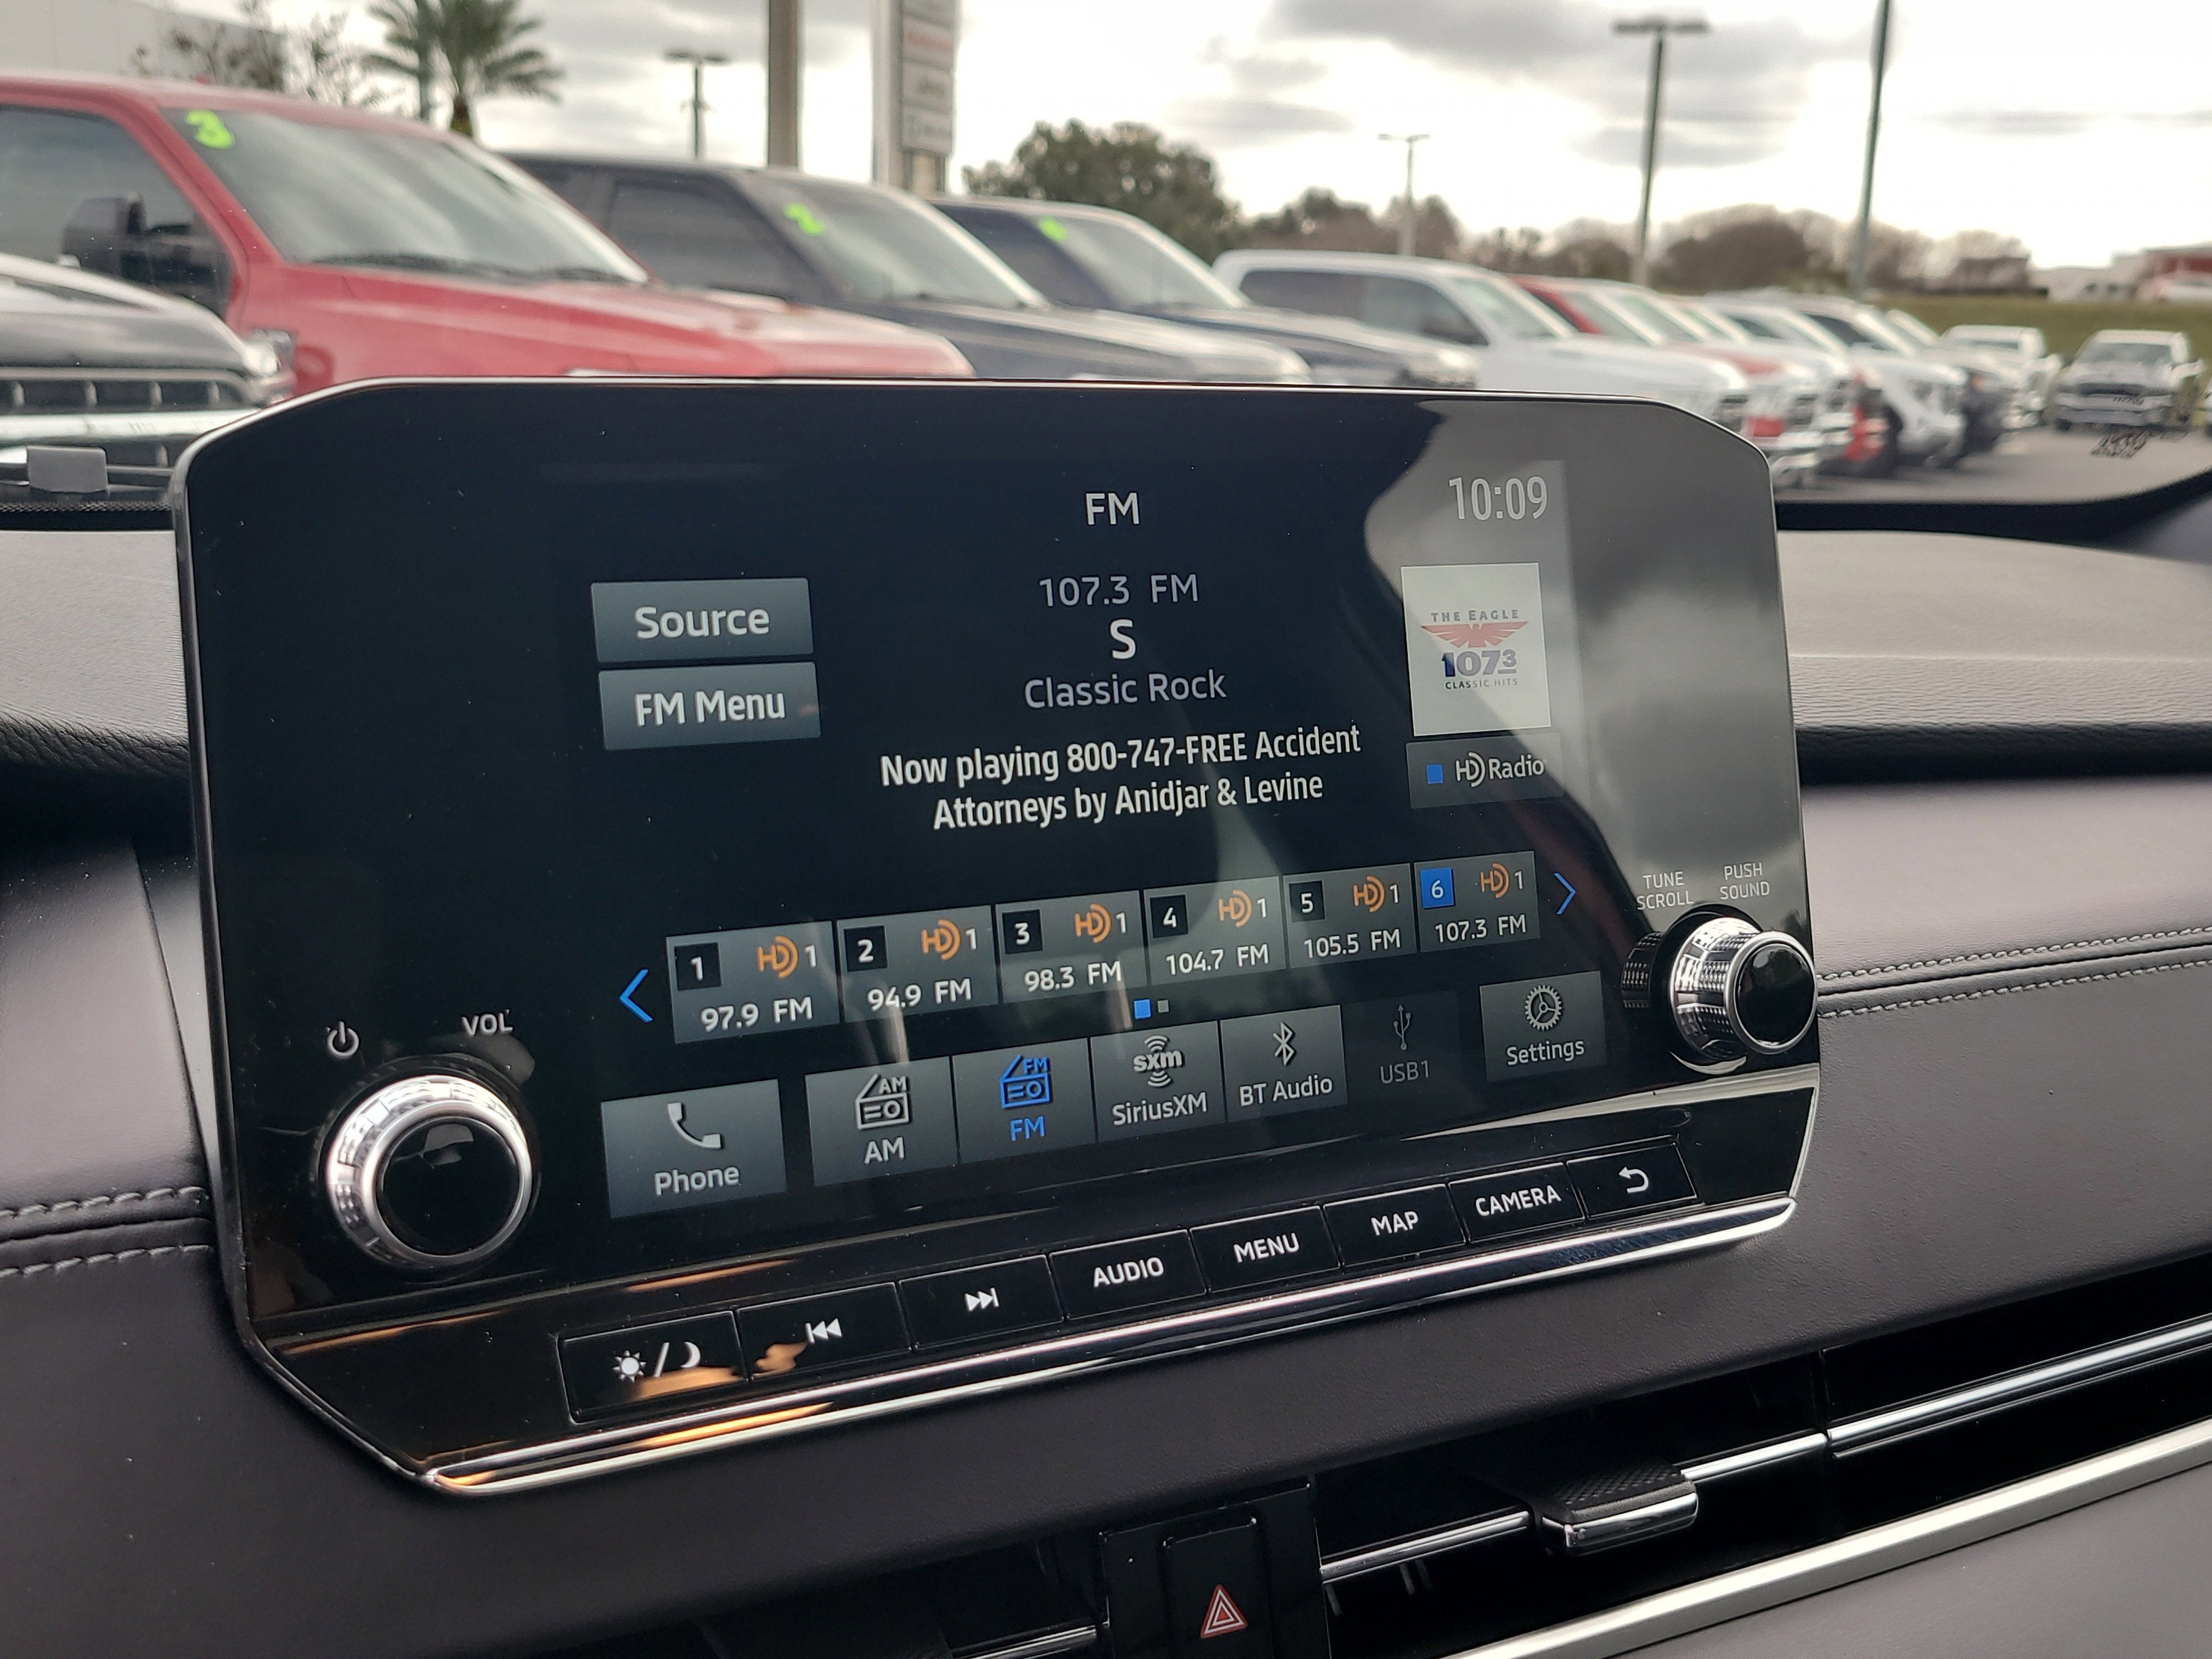 3
2
FM
10:09
Source
107.3 FM
S
FM Menu
Classic Rock
THE EAGLE
107.3
CLASSIC HITS
Now playing 800-747-FREE Accident
Attorneys by Anidjar & Levine
HD Radio
TUNE
SCROLL
PUSH
SOUND
1 HD 1
97.9 FM
2 HD 1
94.9 FM
3 HD 1
98.3 FM
4 HD 1
104.7 FM
5 HD 1
105.5 FM
6 HD 1
107.3 FM
VOL
Phone
AM
AM
FM
FM
sxm
SiriusXM
BT Audio
USB1
Settings
AUDIO
MENU
MAP
CAMERA